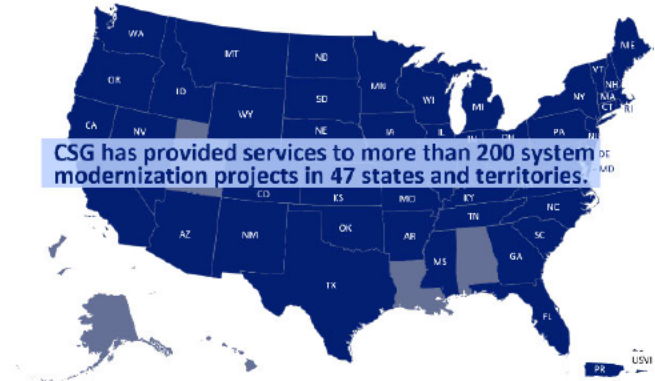 WA
MT
ND
ME
OR
ID
SD
MN
WI
MI
VT
NH
NY
MA
CT
RI
WY
CA
NV
NE
IA
IL
PA
NJ
CSG has provided services to more than 200 system
modernization projects in 47 states and territories.
DE
MD
CO
KS
MO
KY
NC
TN
AZ
NM
OK
AR
SC
MS
GA
TX
FL
USVI
PR